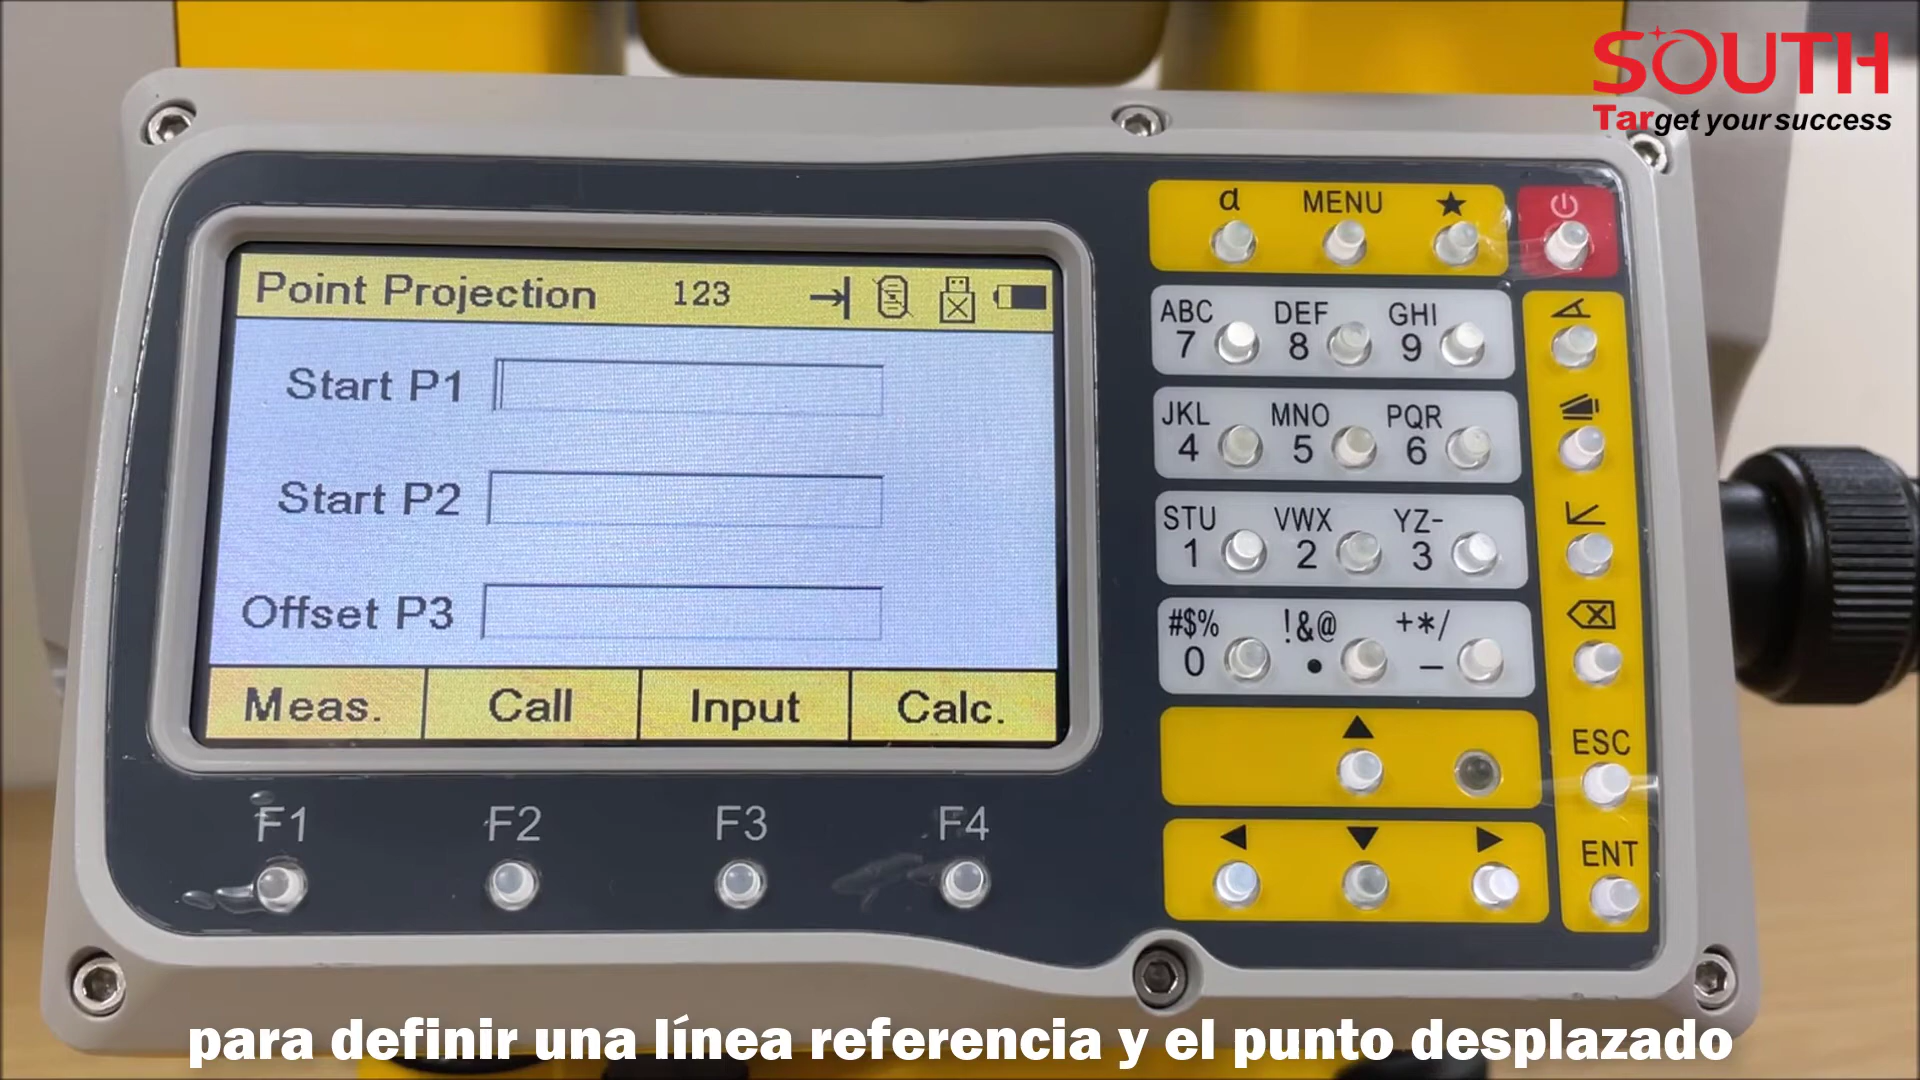 SOUTH
Target your success
Point Projection 123
Start P1
Start P2
Offset P3
Meas. Call Input Calc.
F1 F2 F3 F4
α MENU ★
ABC DEF GHI
7 8 9
JKL MNO PQR
4 5 6
STU VWX YZ-
1 2 3
#$% !&@ +*/
0 • –
ESC
ENT
para definir una línea referencia y el punto desplazado